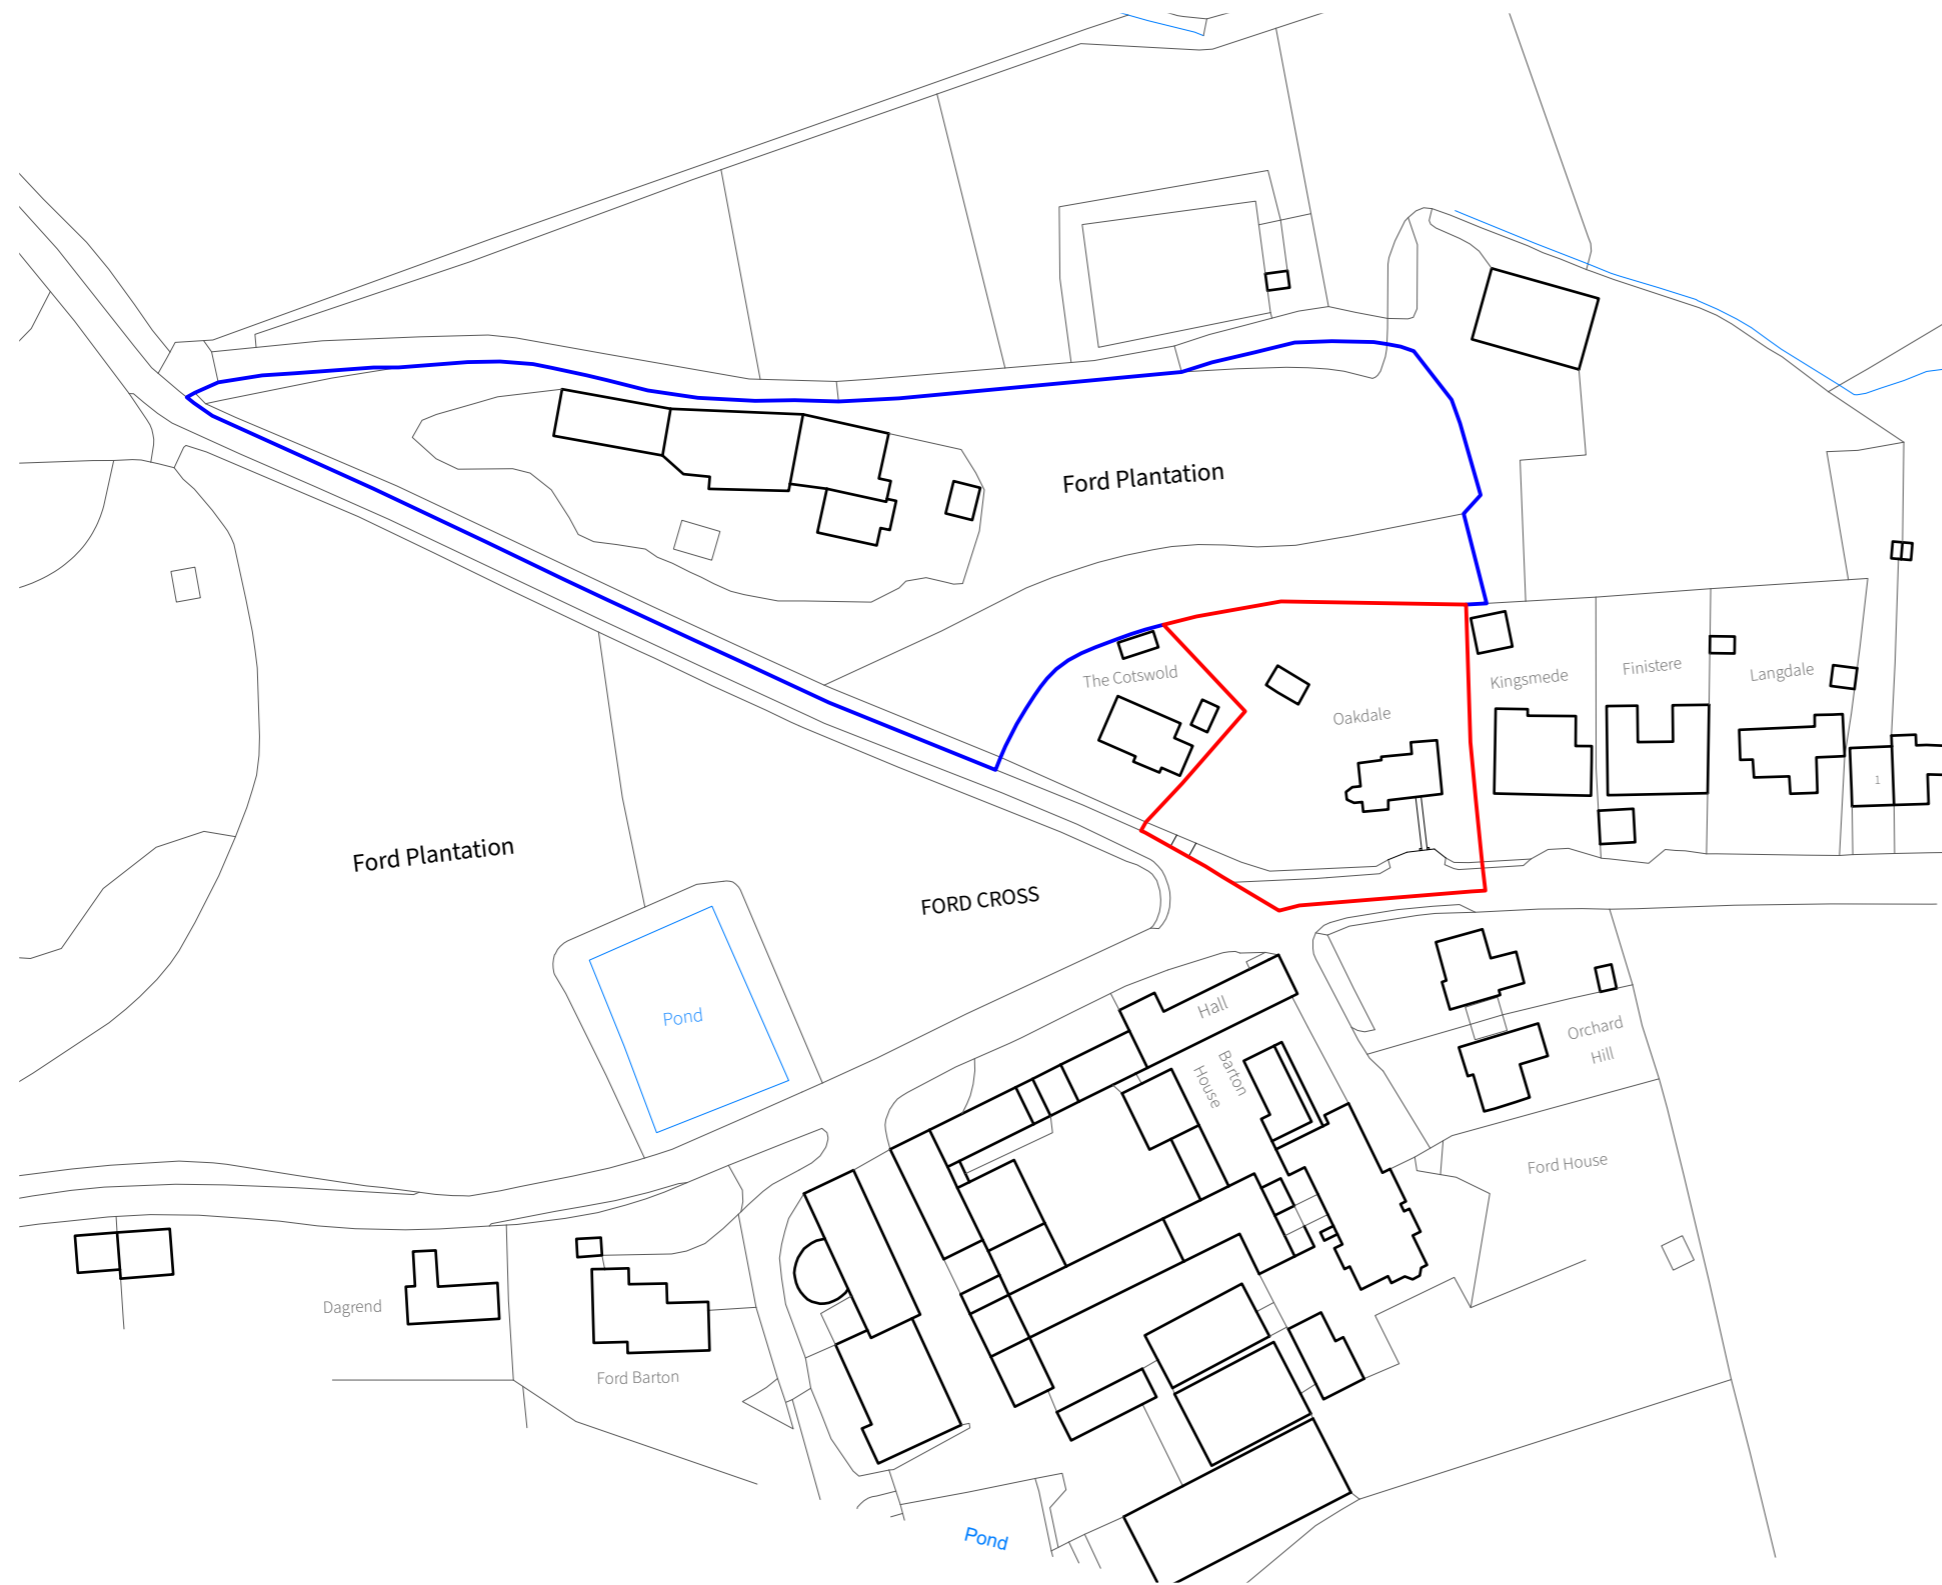 Ford Plantation
The Cotswold
Oakdale
Kingsmede
Finistere
Langdale
1
Ford Plantation
FORD CROSS
Pond
Hall
Barton
House
Orchard
Hill
Ford House
Dagrend
Ford Barton
Pond